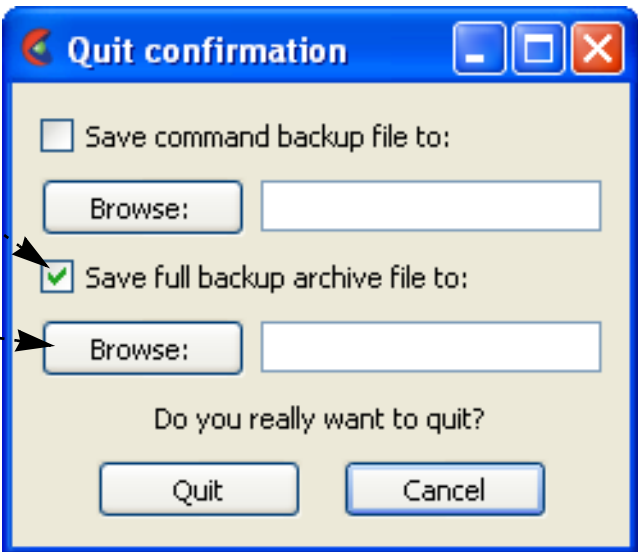 Quit confirmation
Save command backup file to:
Browse:
Save full backup archive file to:
Browse:
Do you really want to quit?
Quit
Cancel